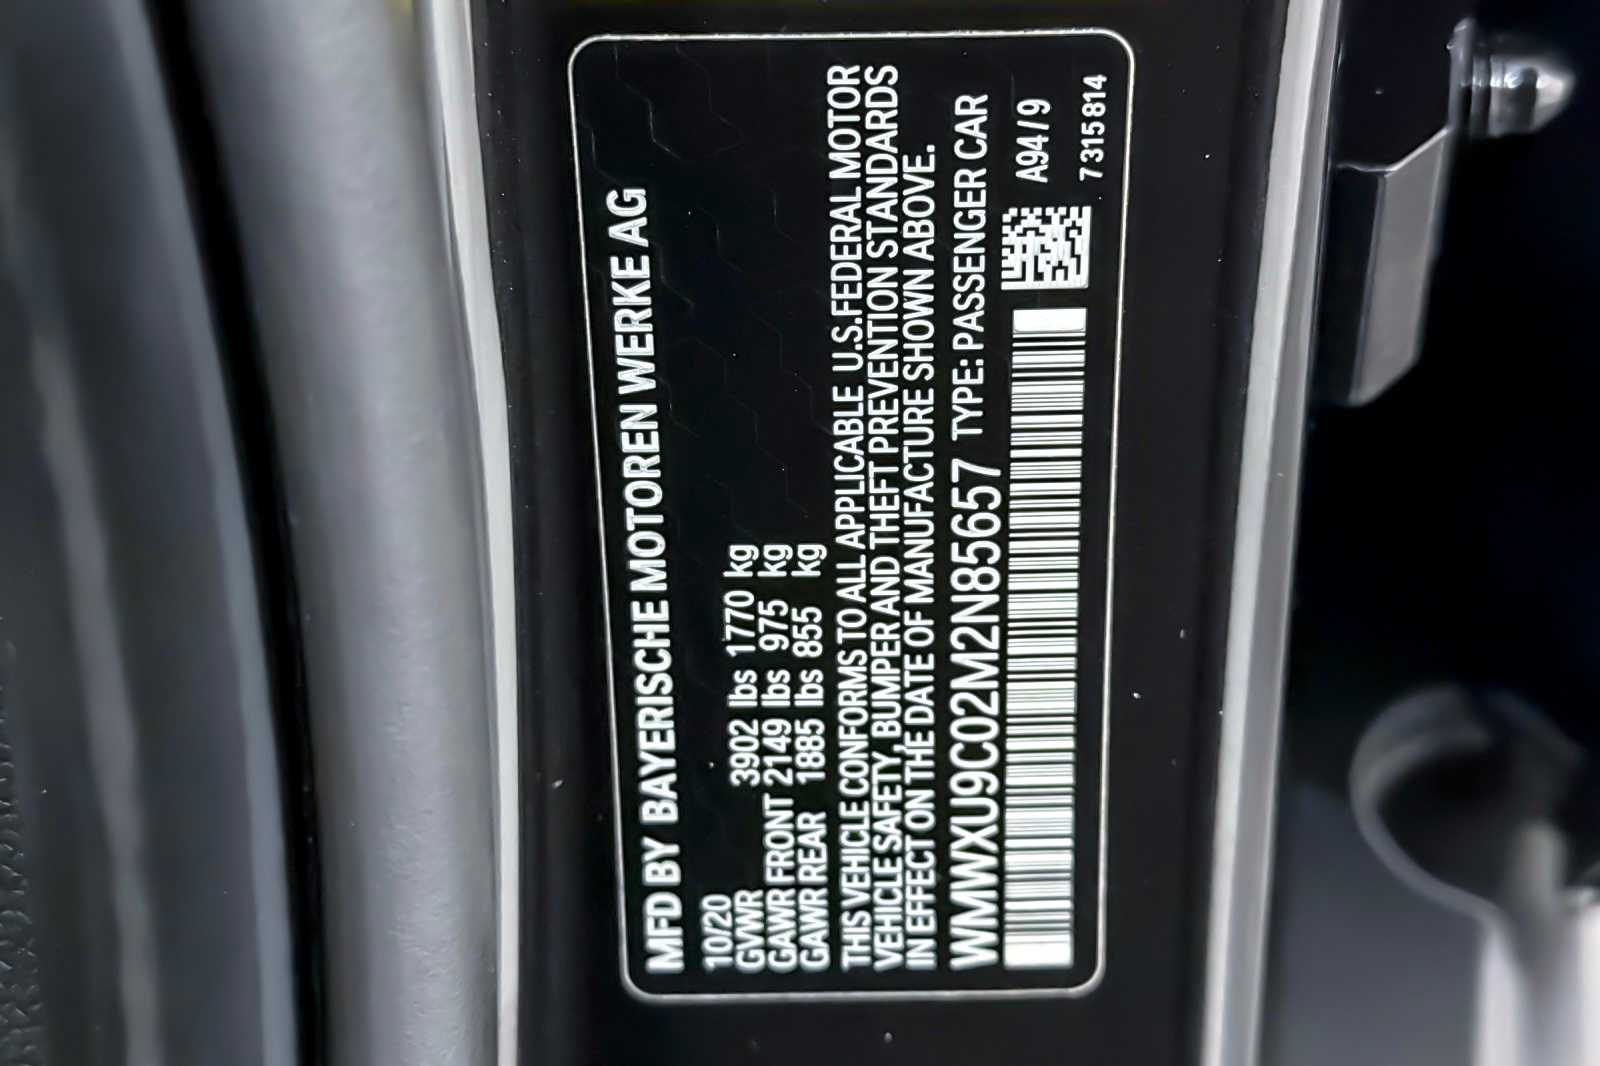 MFD BY BAYERISCHE MOTOREN WERKE AG
10/20
GVWR 3902 lbs 1770 kg
GAWR FRONT 2149 lbs 975 kg
GAWR REAR 1885 lbs 855 kg
THIS VEHICLE CONFORMS TO ALL APPLICABLE U.S.FEDERAL MOTOR
VEHICLE SAFETY, BUMPER AND THEFT PREVENTION STANDARDS
IN EFFECT ON THE DATE OF MANUFACTURE SHOWN ABOVE.
WMWXU9C02M2N85657 TYPE: PASSENGER CAR
A94/9
7315814